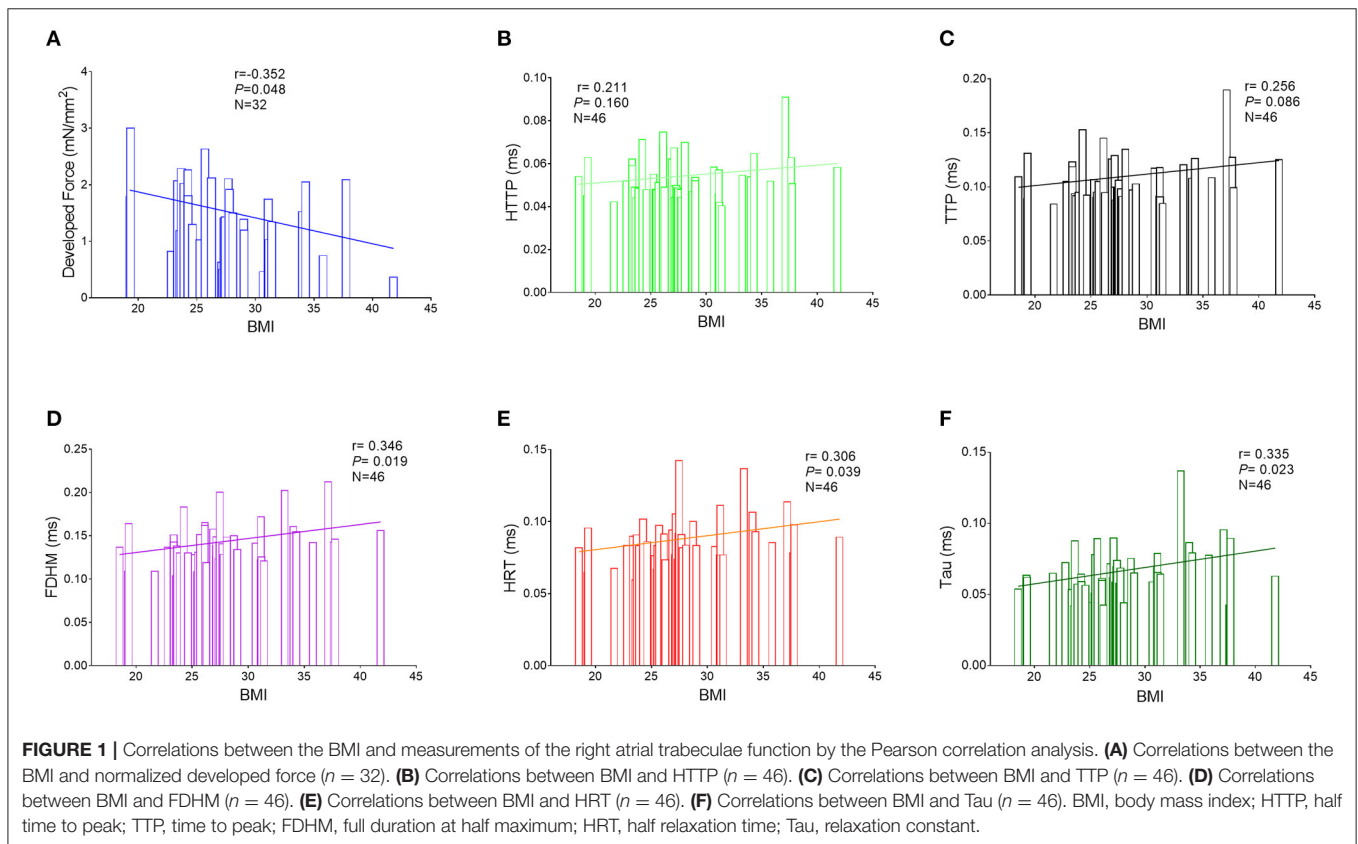 A
r=-0.352
P=0.048
N=32
Developed Force (mN/mm²)
4
3
2
1
0
20 25 30 35 40 45
BMI
B
r= 0.211
P= 0.160
N=46
HTTP (ms)
0.10
0.08
0.06
0.04
0.02
0.00
20 25 30 35 40 45
BMI
C
r= 0.256
P= 0.086
N=46
TTP (ms)
0.20
0.15
0.10
0.05
0.00
20 25 30 35 40 45
BMI
D
r= 0.346
P= 0.019
N=46
FDHM (ms)
0.25
0.20
0.15
0.10
0.05
0.00
20 25 30 35 40 45
BMI
E
r= 0.306
P= 0.039
N=46
HRT (ms)
0.15
0.10
0.05
0.00
20 25 30 35 40 45
BMI
F
r= 0.335
P= 0.023
N=46
Tau (ms)
0.15
0.10
0.05
0.00
20 25 30 35 40 45
BMI
FIGURE 1 | Correlations between the BMI and measurements of the right atrial trabeculae function by the Pearson correlation analysis. (A) Correlations between the
BMI and normalized developed force (n = 32). (B) Correlations between BMI and HTTP (n = 46). (C) Correlations between BMI and TTP (n = 46). (D) Correlations
between BMI and FDHM (n = 46). (E) Correlations between BMI and HRT (n = 46). (F) Correlations between BMI and Tau (n = 46). BMI, body mass index; HTTP, half
time to peak; TTP, time to peak; FDHM, full duration at half maximum; HRT, half relaxation time; Tau, relaxation constant.